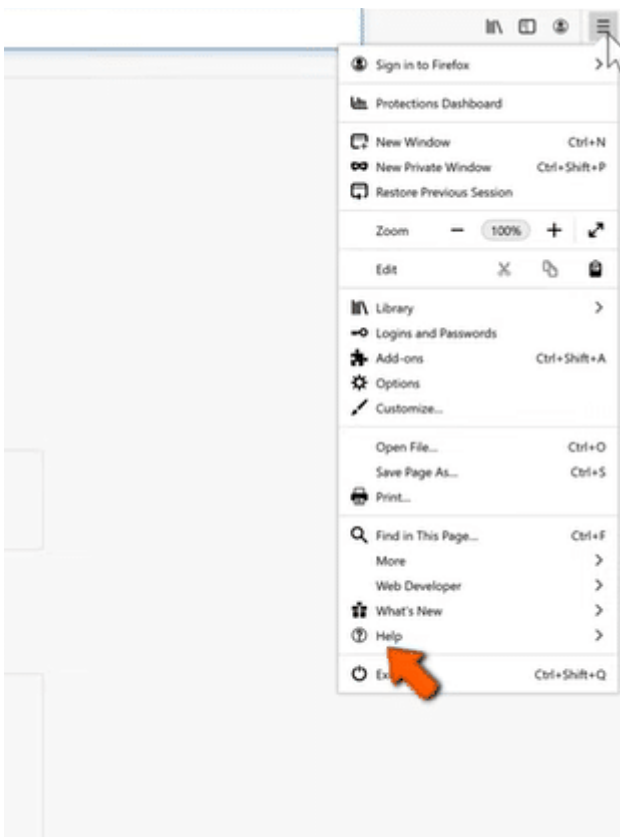 Sign in to Firefox
Protections Dashboard
New Window Ctrl+N
New Private Window Ctrl+Shift+P
Restore Previous Session
Zoom 100%
Edit
Library
Logins and Passwords
Add-ons Ctrl+Shift+A
Options
Customize...
Open File... Ctrl+O
Save Page As... Ctrl+S
Print...
Find in This Page... Ctrl+F
More
Web Developer
What's New
Help
Ctrl+Shift+Q